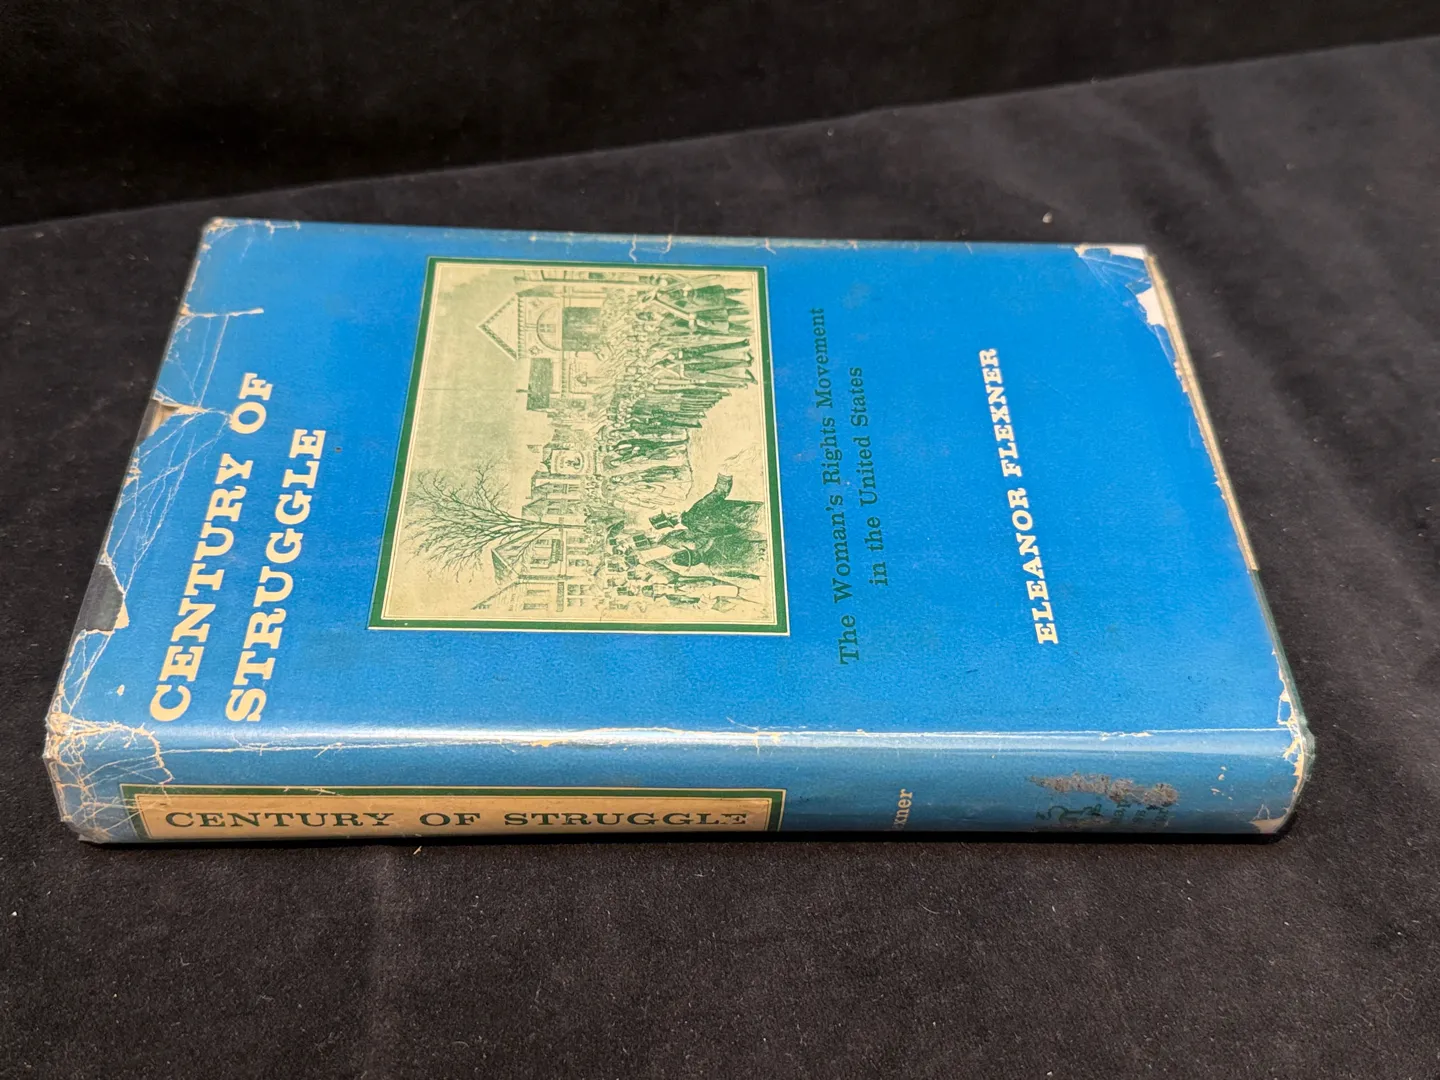 CENTURY OF
STRUGGLE
The Woman's Rights Movement
in the United States
ELEANOR FLEXNER
CENTURY OF STRUGGLE